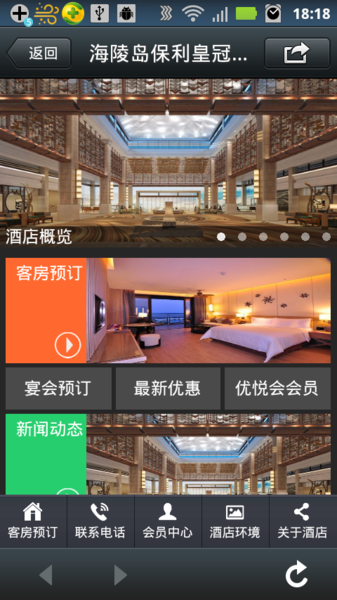 18:18
返回
海陵岛保利皇冠...
酒店概览
客房预订
宴会预订
最新优惠
优悦会会员
新闻动态
客房预订
联系电话
会员中心
酒店环境
关于酒店